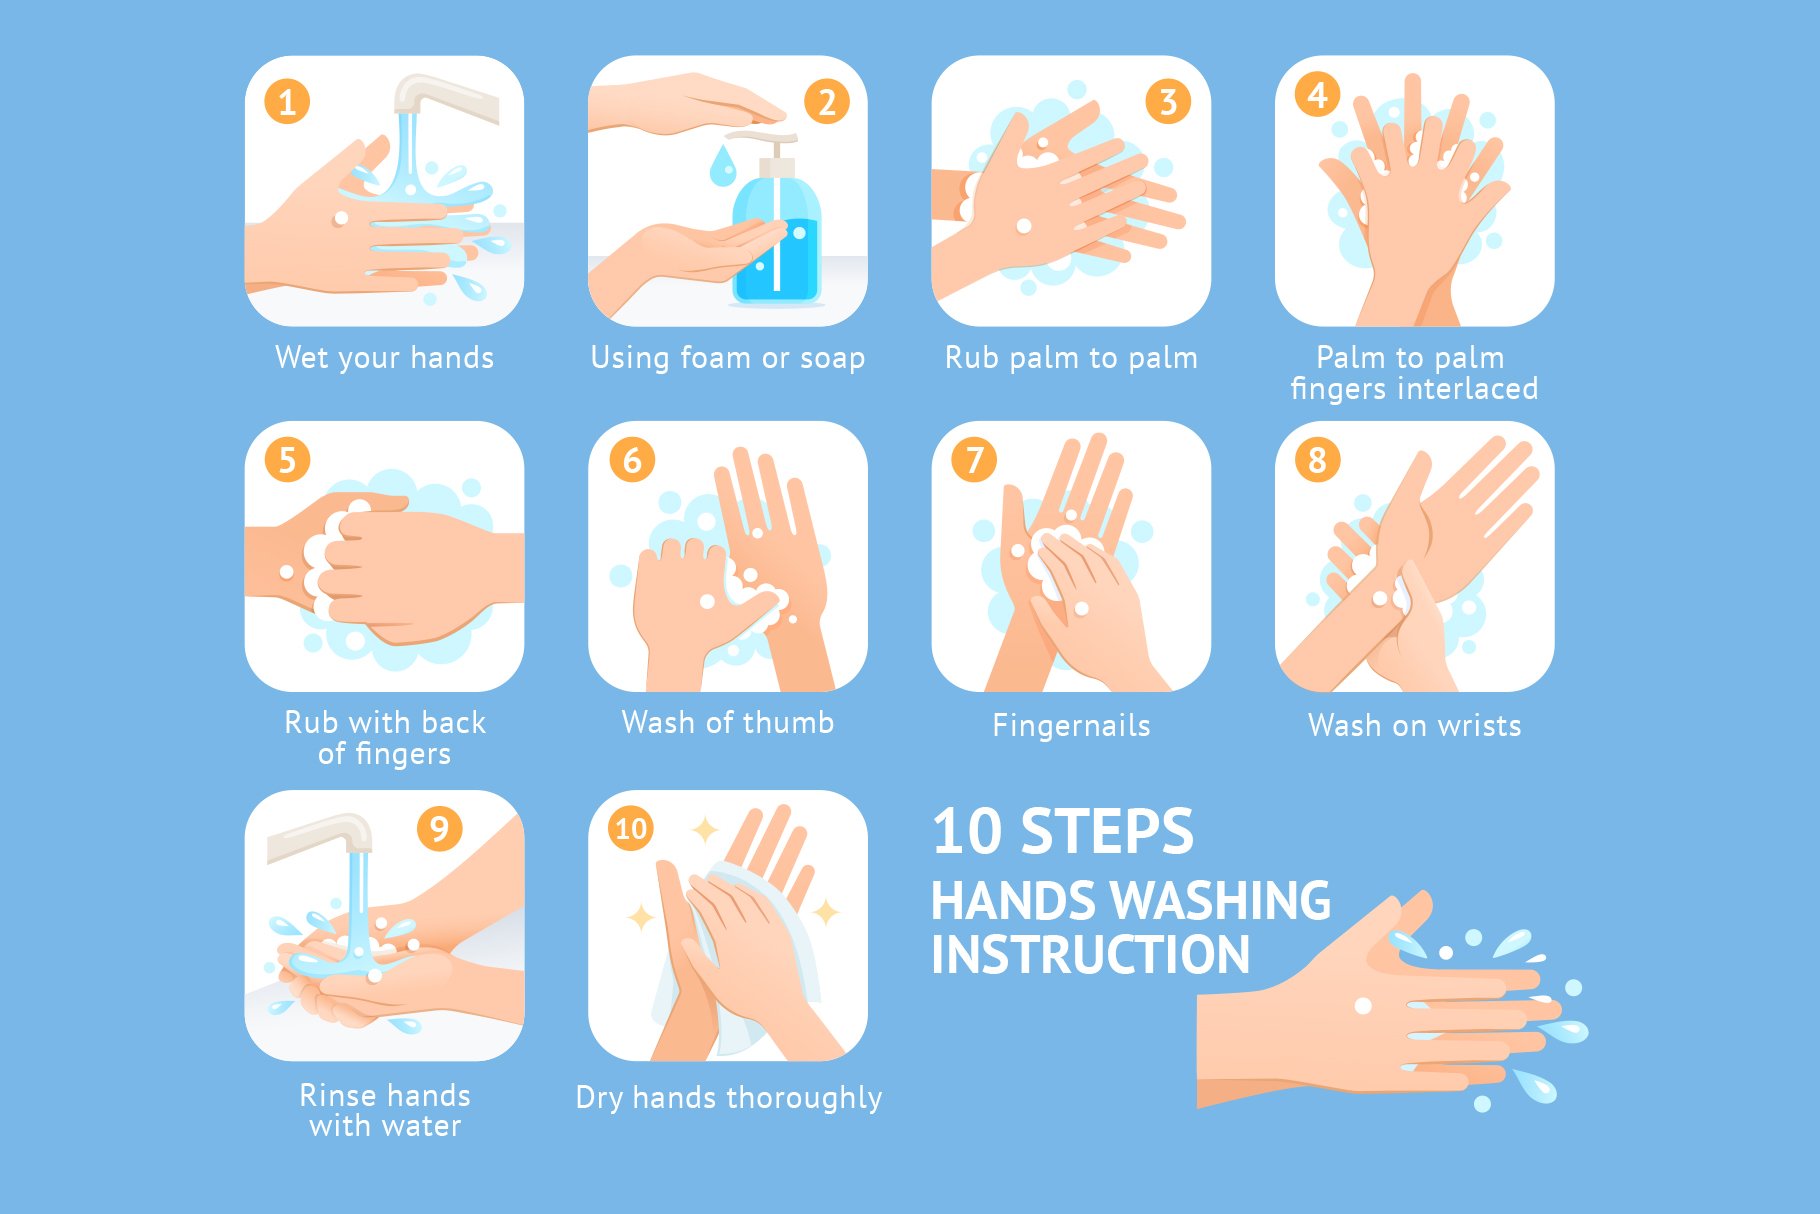 1
Wet your hands
2
Using foam or soap
3
Rub palm to palm
4
Palm to palm
fingers interlaced
5
Rub with back
of fingers
6
Wash of thumb
7
Fingernails
8
Wash on wrists
9
Rinse hands
with water
10
Dry hands thoroughly
10 STEPS
HANDS WASHING
INSTRUCTION